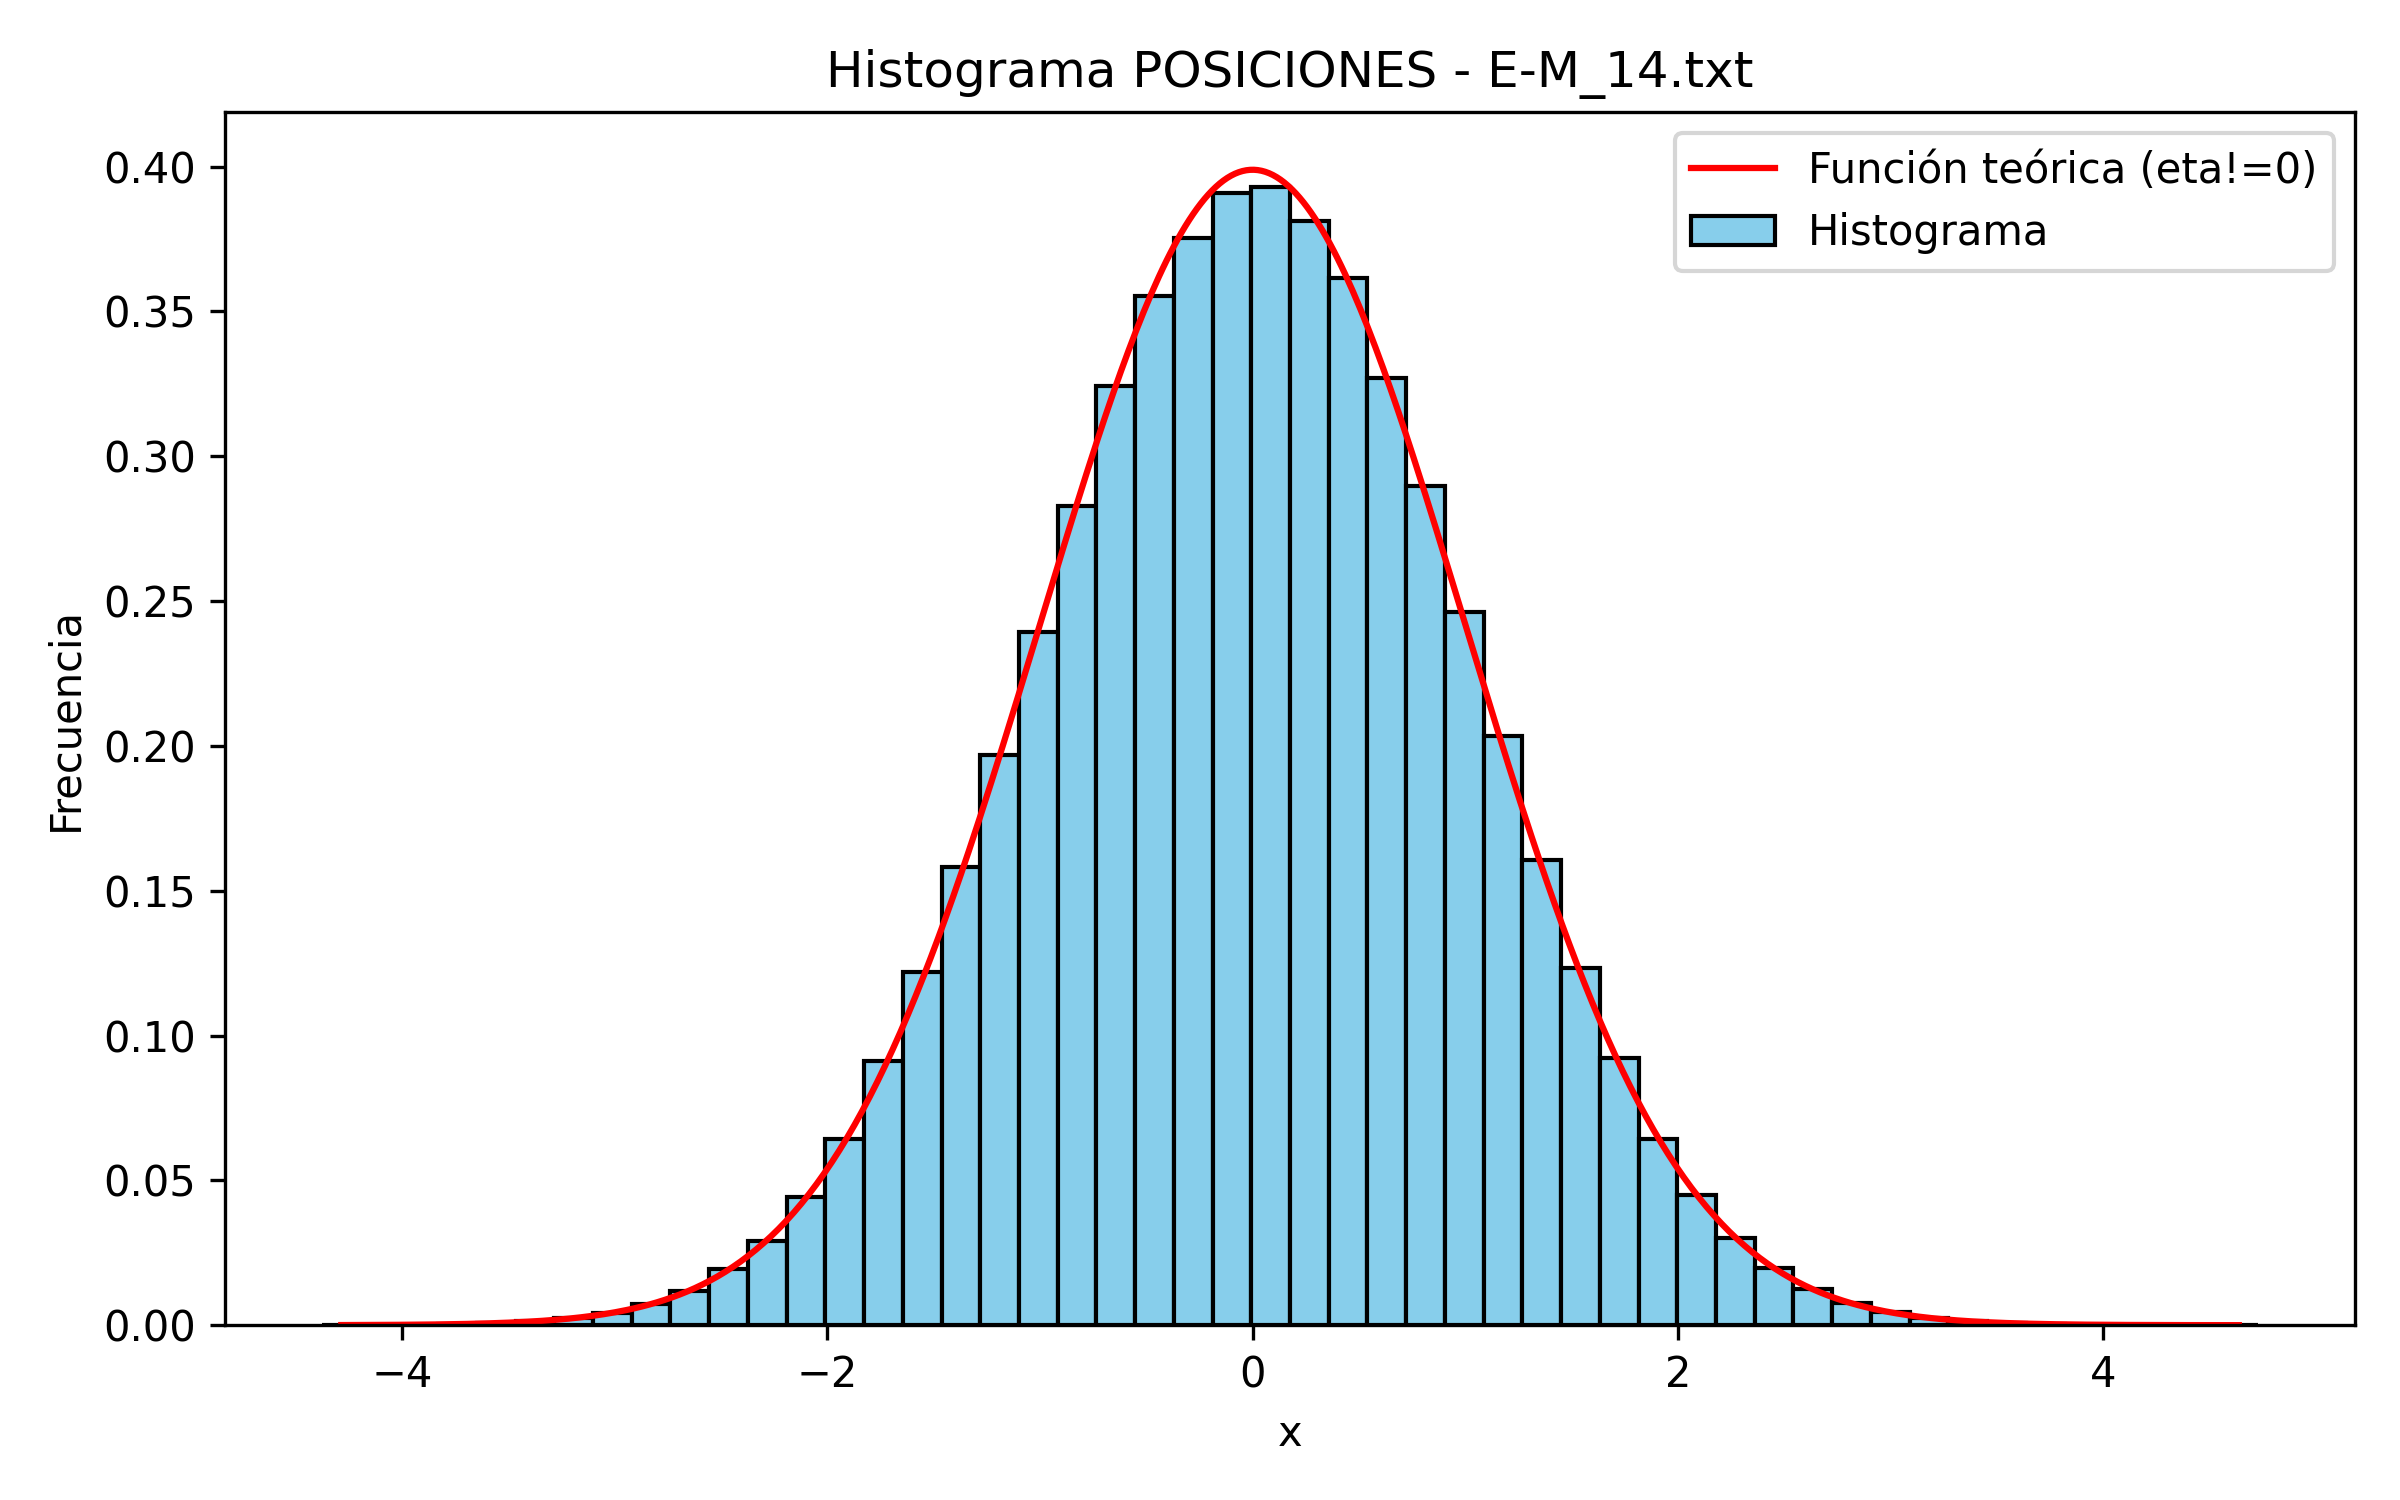 Histograma POSICIONES - E-M_14.txt
Función teórica (eta!=0)
Histograma
0.40
0.35
0.30
0.25
0.20
0.15
0.10
0.05
0.00
Frecuencia
−4
−2
0
2
4
x